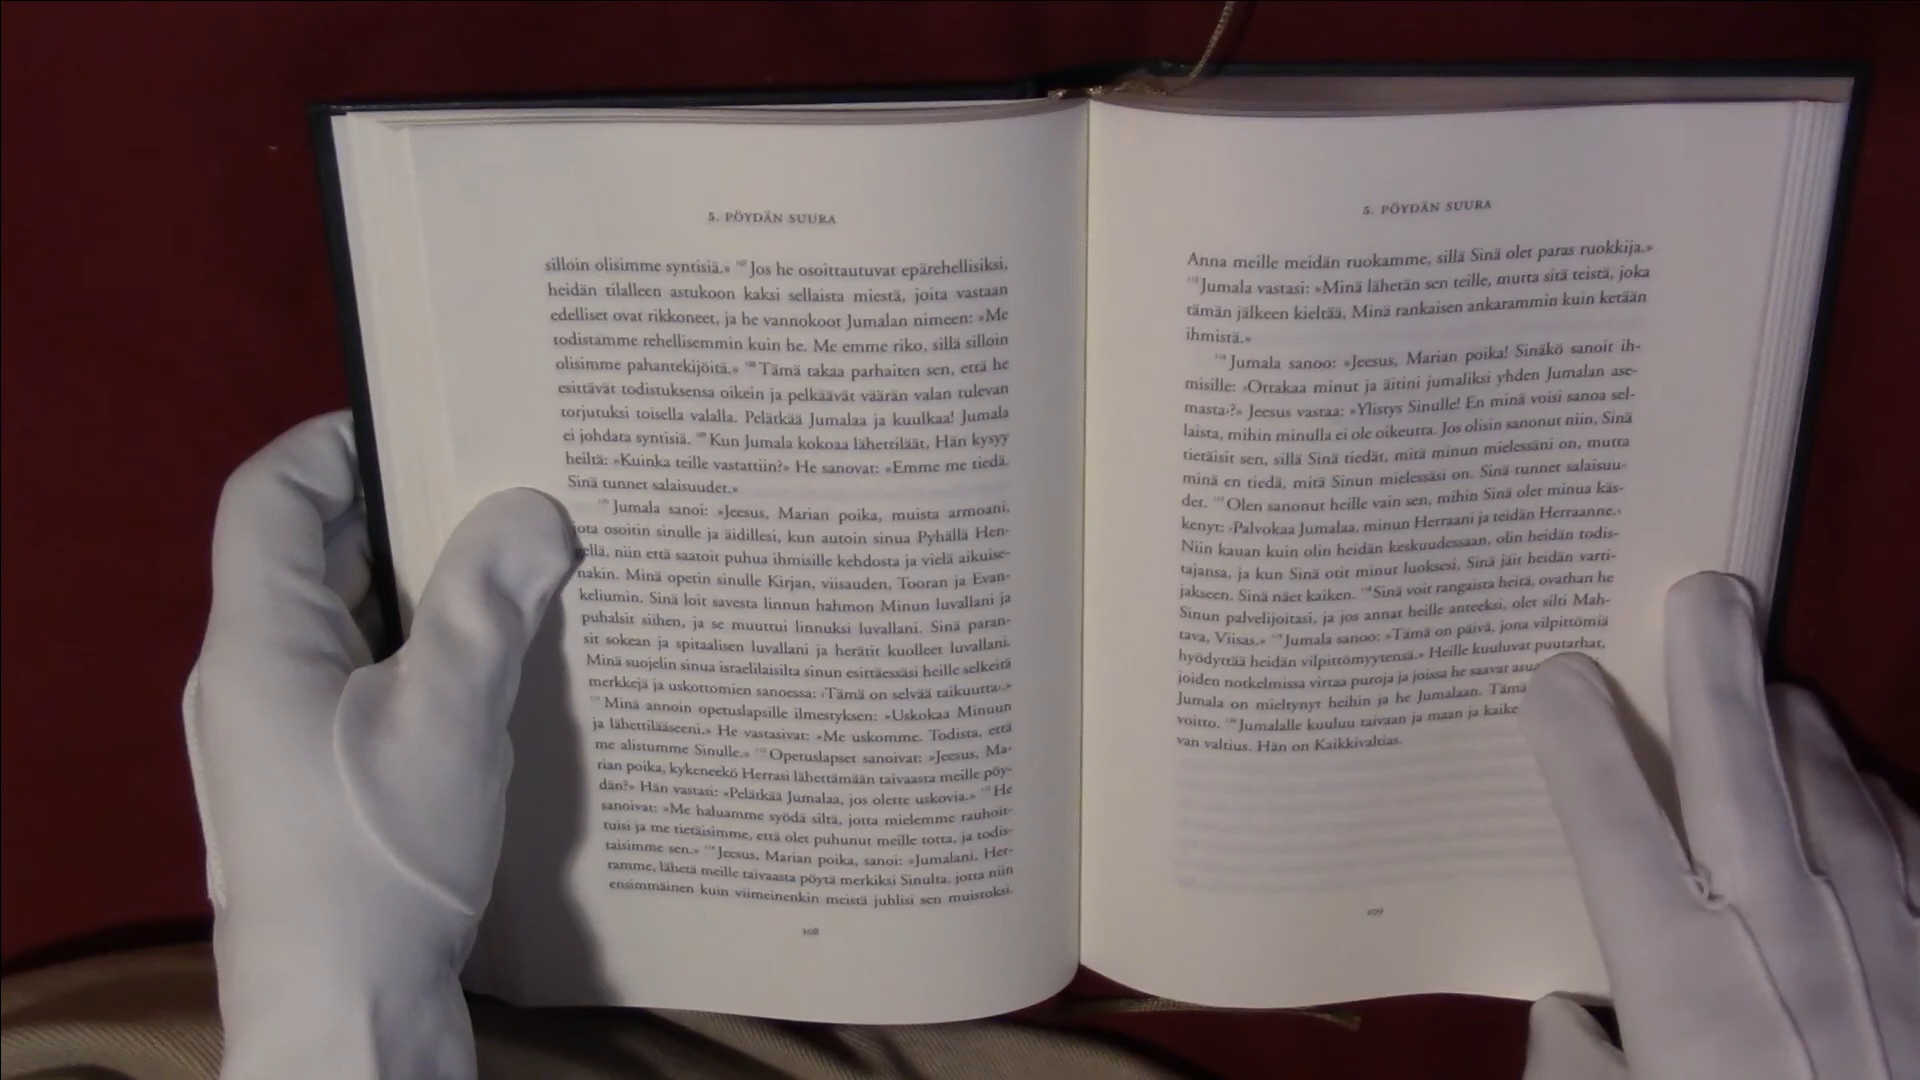 5. PÖYDÄN SUURA
silloin olisimme syntisiä.» 107 Jos he osoittautuvat epärehellisiksi,
heidän tilalleen astukoon kaksi sellaista miestä, joita vastaan
edelliset ovat rikkoneet, ja he vannokoot Jumalan nimeen: »Me
todistamme rehellisemmin kuin he. Me emme riko, sillä silloin
olisimme pahantekijöitä.» 108 Tämä takaa parhaiten sen, että he
esittävät todistuksensa oikein ja pelkäävät väärän valan tulevan
torjutuksi toisella valalla. Pelätkää Jumalaa ja kuulkaa! Jumala
ei johdata syntisiä. 109 Kun Jumala kokoaa lähettiläät, Hän kysyy
heiltä: »Kuinka teille vastattiin?» He sanovat: »Emme me tiedä.
Sinä tunnet salaisuudet.»
110 Jumala sanoi: »Jeesus, Marian poika, muista armoani,
jota osoitin sinulle ja äidillesi, kun autoin sinua Pyhällä Hen-
gellä, niin että saatoit puhua ihmisille kehdosta ja vielä aikuise-
nakin. Minä opetin sinulle Kirjan, viisauden, Tooran ja Evan-
keliumin. Sinä loit savesta linnun hahmon Minun luvallani ja
puhalsit siihen, ja se muuttui linnuksi luvallani. Sinä paran-
sit sokean ja spitaalisen luvallani ja herätit kuolleet luvallani.
Minä suojelin sinua israelilaisilta sinun esittäessäsi heille selkeitä
merkkejä ja uskottomien sanoessa: ›Tämä on selvää taikuutta›.»
111 Minä annoin opetuslapsille ilmestyksen: »Uskokaa Minuun
ja lähettilääseeni.» He vastasivat: »Me uskomme. Todista, että
me alistumme Sinulle.» 112 Opetuslapset sanoivat: »Jeesus, Ma-
rian poika, kykeneekö Herrasi lähettämään taivaasta meille pöy-
dän?» Hän vastasi: »Pelätkää Jumalaa, jos olette uskovia.» 113 He
sanoivat: »Me haluamme syödä siltä, jotta mielemme rauhoit-
tuisi ja me tietäisimme, että olet puhunut meille totta, ja todis-
taisimme sen.» 114 Jeesus, Marian poika, sanoi: »Jumalani, Her-
ramme, lähetä meille taivaasta pöytä merkiksi Sinulta, jotta niin
ensimmäinen kuin viimeinenkin meistä juhlisi sen muistoksi.
108
5. PÖYDÄN SUURA
Anna meille meidän ruokamme, sillä Sinä olet paras ruokkija.»
115 Jumala vastasi: »Minä lähetän sen teille, mutta sitä teistä, joka
tämän jälkeen kieltää, Minä rankaisen ankarammin kuin ketään
ihmistä.»
116 Jumala sanoo: »Jeesus, Marian poika! Sinäkö sanoit ih-
misille: ›Ottakaa minut ja äitini jumaliksi yhden Jumalan ase-
masta›?» Jeesus vastaa: »Ylistys Sinulle! En minä voisi sanoa sel-
laista, mihin minulla ei ole oikeutta. Jos olisin sanonut niin, Sinä
tietäisit sen, sillä Sinä tiedät, mitä minun mielessäni on, mutta
minä en tiedä, mitä Sinun mielessäsi on. Sinä tunnet salaisuu-
det. 117 Olen sanonut heille vain sen, mihin Sinä olet minua käs-
kenyt: ›Palvokaa Jumalaa, minun Herraani ja teidän Herraanne.›
Niin kauan kuin olin heidän keskuudessaan, olin heidän todis-
tajansa, ja kun Sinä otit minut luoksesi, Sinä jäit heidän varti-
jakseen. Sinä näet kaiken. 118 Sinä voit rangaista heitä, ovathan he
Sinun palvelijoitasi, ja jos annat heille anteeksi, olet silti Mah-
tava, Viisas.» 119 Jumala sanoo: »Tämä on päivä, jona vilpittömiä
hyödyttää heidän vilpittömyytensä.» Heille kuuluvat puutarhat,
joiden notkelmissa virtaa puroja ja joissa he saavat asua
Jumala on mieltynyt heihin ja he Jumalaan. Tämä
voitto. 120 Jumalalle kuuluu taivaan ja maan ja kaike
van valtius. Hän on Kaikkivaltias.
109